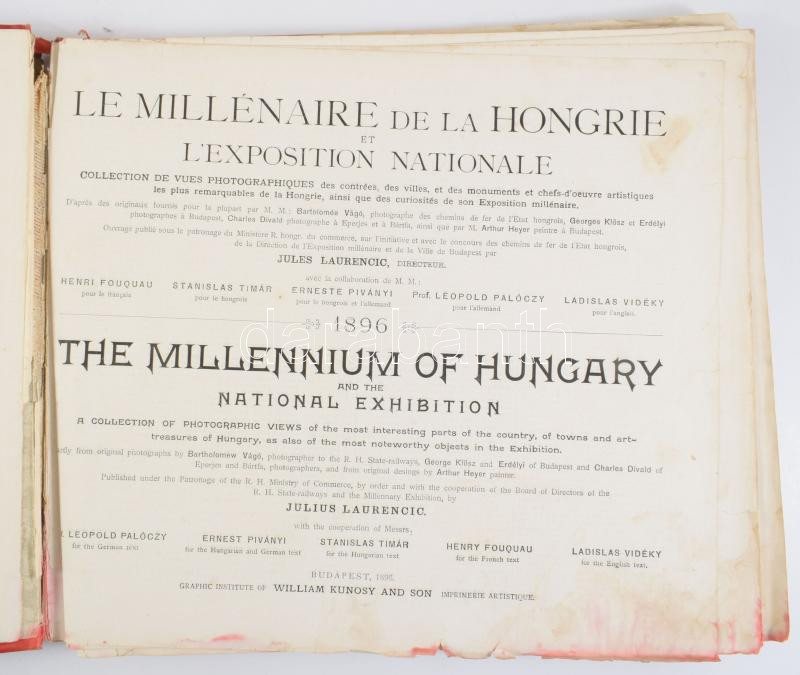 LE MILLÉNAIRE DE LA HONGRIE
ET
L'EXPOSITION NATIONALE
COLLECTION DE VUES PHOTOGRAPHIQUES des contrées, des villes, et des monuments et chefs-d'oeuvre artistiques
les plus remarquables de la Hongrie, ainsi que des curiosités de son Exposition millénaire.
D'après des originaux fournis pour la plupart par M. M.: Bartolomée Vágó, photographe des chemins de fer de l'Etat hongrois, Georges Klösz et Erdélyi
photographes à Budapest, Charles Divald photographe à Eperjes et à Bártfa, ainsi que par M. Arthur Heyer peintre à Budapest.
Ouvrage publié sous le patronage du Ministère R. hongr. du commerce, sur l'initiative et avec le concours des chemins de fer de l'Etat hongrois,
de la Direction de l'Exposition millénaire et de la Ville de Budapest par
JULES LAURENCIC, DIRECTEUR.
avec la collaboration de M. M.:
HENRI FOUQUAU STANISLAS TIMÁR ERNESTE PIVÁNYI Prof. LÉOPOLD PALÓCZY LADISLAS VIDÉKY
pour le français pour le hongrois pour le hongrois et l'allemand pour l'allemand pour l'anglais.
1896
darabanth
THE MILLENNIUM OF HUNGARY
AND THE
NATIONAL EXHIBITION
A COLLECTION OF PHOTOGRAPHIC VIEWS of the most interesting parts of the country, of towns and art-
treasures of Hungary, as also of the most noteworthy objects in the Exhibition.
from original photographs by Bartholomew Vágó, photographer to the R. H. State-railways, George Klösz and Erdélyi of Budapest and Charles Divald of
Eperjes and Bártfa, photographers, and from original desings by Arthur Heyer painter.
Published under the Patronage of the R. H. Ministry of Commerce, by order and with the cooperation of the Board of Directors of the
R. H. State-railways and the Millennary Exhibition, by
JULIUS LAURENCIC.
with the cooperation of Messrs.
LEOPOLD PALÓCZY ERNEST PIVÁNYI STANISLAS TIMÁR HENRY FOUQUAU LADISLAS VIDÉKY
for the German text for the Hungarian and German text for the Hungarian text for the French text for the English text.
BUDAPEST, 1896.
GRAPHIC INSTITUTE OF WILLIAM KUNOSY AND SON IMPRIMERIE ARTISTIQUE.